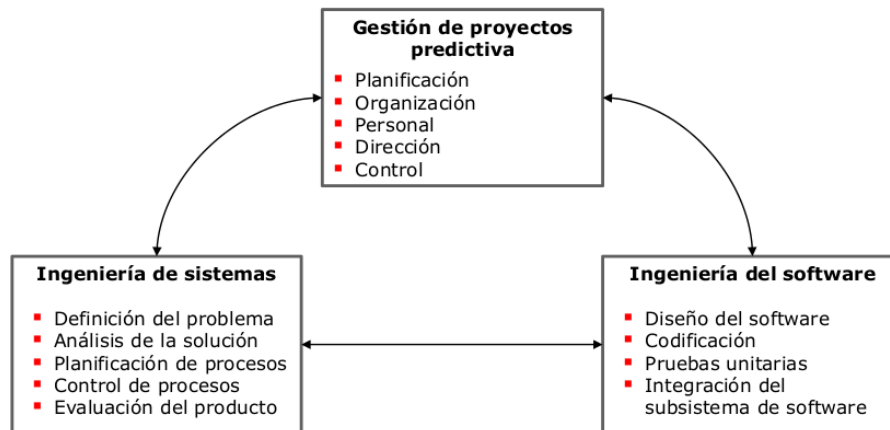 Gestión de proyectos
predictiva
Planificación
Organización
Personal
Dirección
Control
Ingeniería de sistemas
Definición del problema
Análisis de la solución
Planificación de procesos
Control de procesos
Evaluación del producto
Ingeniería del software
Diseño del software
Codificación
Pruebas unitarias
Integración del
subsistema de software